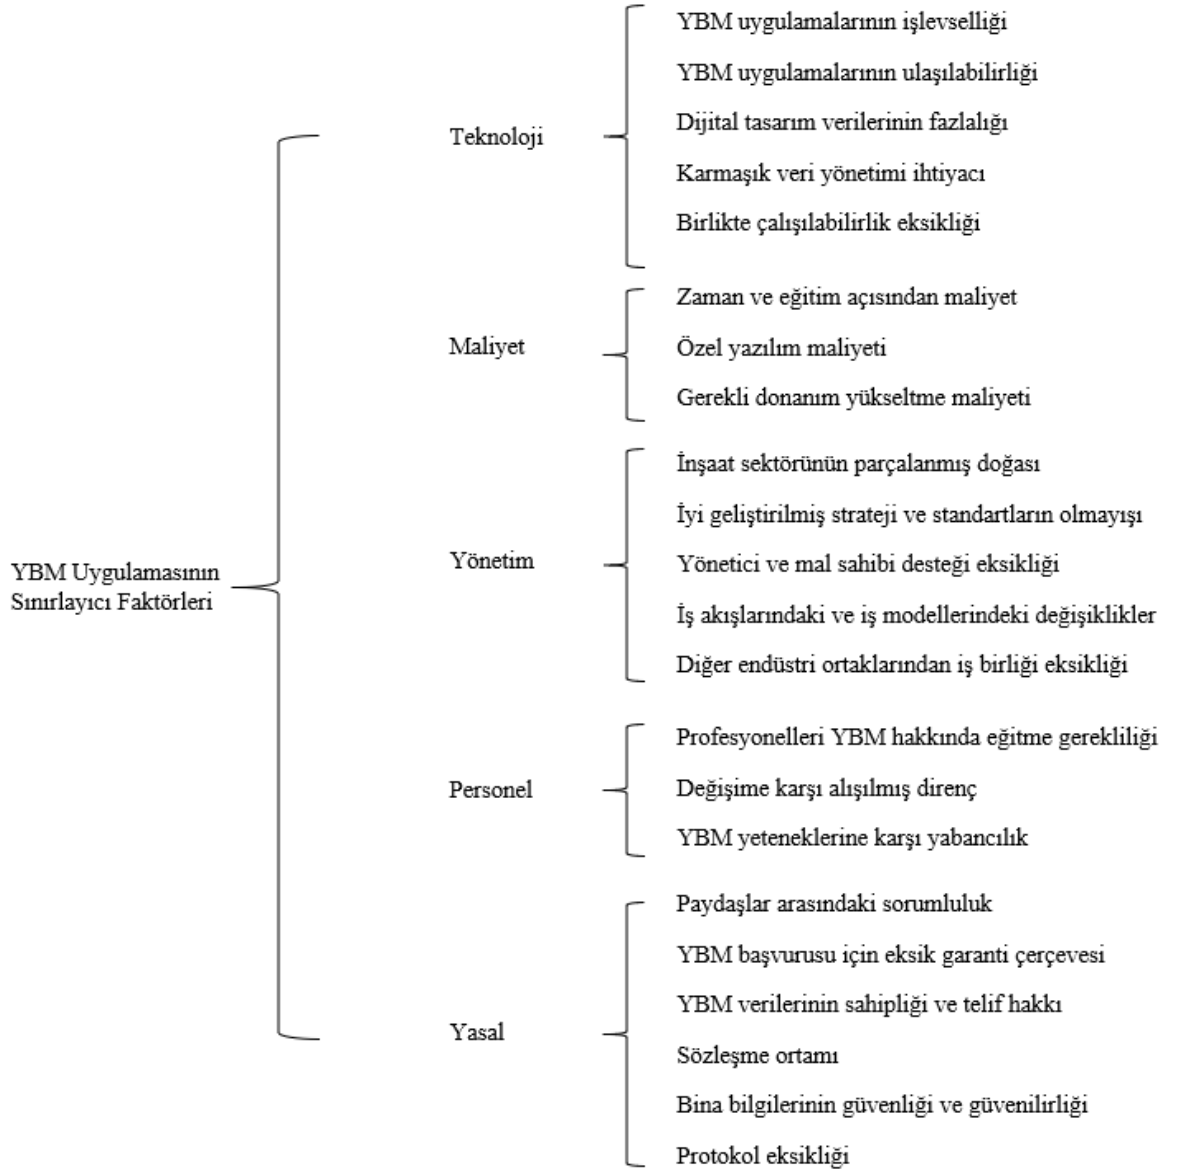 YBM Uygulamasının
Sınırlayıcı Faktörleri
Teknoloji
YBM uygulamalarının işlevselliği
YBM uygulamalarının ulaşılabilirliği
Dijital tasarım verilerinin fazlalığı
Karmaşık veri yönetimi ihtiyacı
Birlikte çalışılabilirlik eksikliği
Maliyet
Zaman ve eğitim açısından maliyet
Özel yazılım maliyeti
Gerekli donanım yükseltme maliyeti
Yönetim
İnşaat sektörünün parçalanmış doğası
İyi geliştirilmiş strateji ve standartların olmayışı
Yönetici ve mal sahibi desteği eksikliği
İş akışlarındaki ve iş modellerindeki değişiklikler
Diğer endüstri ortaklarından iş birliği eksikliği
Personel
Profesyonelleri YBM hakkında eğitme gerekliliği
Değişime karşı alışılmış direnç
YBM yeteneklerine karşı yabancılık
Yasal
Paydaşlar arasındaki sorumluluk
YBM başvurusu için eksik garanti çerçevesi
YBM verilerinin sahipliği ve telif hakkı
Sözleşme ortamı
Bina bilgilerinin güvenliği ve güvenilirliği
Protokol eksikliği